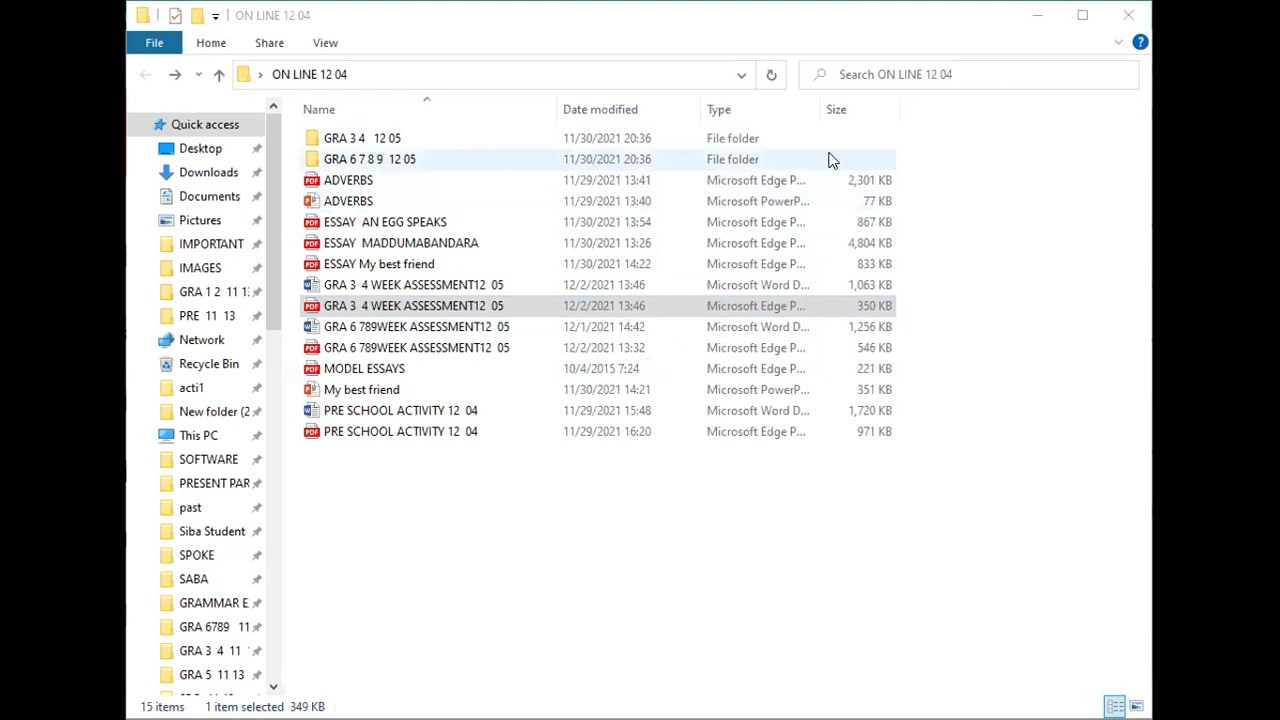 ON LINE 12 04
File Home Share View
ON LINE 12 04 Search ON LINE 12 04
Name Date modified Type Size
Quick access
Desktop
Downloads
Documents
Pictures
IMPORTANT
IMAGES
GRA 1 2 11 13
PRE 11 13
Network
Recycle Bin
acti1
New folder (2
This PC
SOFTWARE
PRESENT PAR
past
Siba Student
SPOKE
SABA
GRAMMAR E
GRA 6789 11
GRA 3 4 11
GRA 5 11 13
GRA 3 4 12 05 11/30/2021 20:36 File folder
GRA 6 7 8 9 12 05 11/30/2021 20:36 File folder
PDF ADVERBS 11/29/2021 13:41 Microsoft Edge P... 2,301 KB
ADVERBS 11/29/2021 13:40 Microsoft PowerP... 77 KB
PDF ESSAY AN EGG SPEAKS 11/30/2021 13:54 Microsoft Edge P... 867 KB
PDF ESSAY MADDUMABANDARA 11/30/2021 13:26 Microsoft Edge P... 4,804 KB
PDF ESSAY My best friend 11/30/2021 14:22 Microsoft Edge P... 833 KB
GRA 3 4 WEEK ASSESSMENT12 05 12/2/2021 13:46 Microsoft Word D... 1,063 KB
PDF GRA 3 4 WEEK ASSESSMENT12 05 12/2/2021 13:46 Microsoft Edge P... 350 KB
GRA 6 789WEEK ASSESSMENT12 05 12/1/2021 14:42 Microsoft Word D... 1,256 KB
PDF GRA 6 789WEEK ASSESSMENT12 05 12/2/2021 13:32 Microsoft Edge P... 546 KB
PDF MODEL ESSAYS 10/4/2015 7:24 Microsoft Edge P... 221 KB
My best friend 11/30/2021 14:21 Microsoft PowerP... 351 KB
PRE SCHOOL ACTIVITY 12 04 11/29/2021 15:48 Microsoft Word D... 1,720 KB
PDF PRE SCHOOL ACTIVITY 12 04 11/29/2021 16:20 Microsoft Edge P... 971 KB
15 items 1 item selected 349 KB